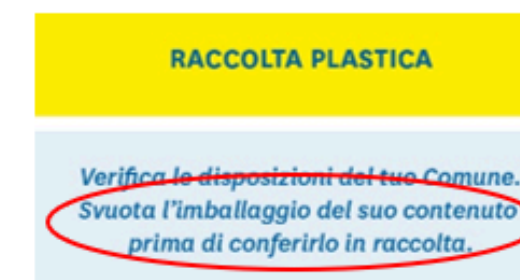 RACCOLTA PLASTICA
Verifica le disposizioni del tuo Comune.
Svuota l'imballaggio del suo contenuto
prima di conferirlo in raccolta.